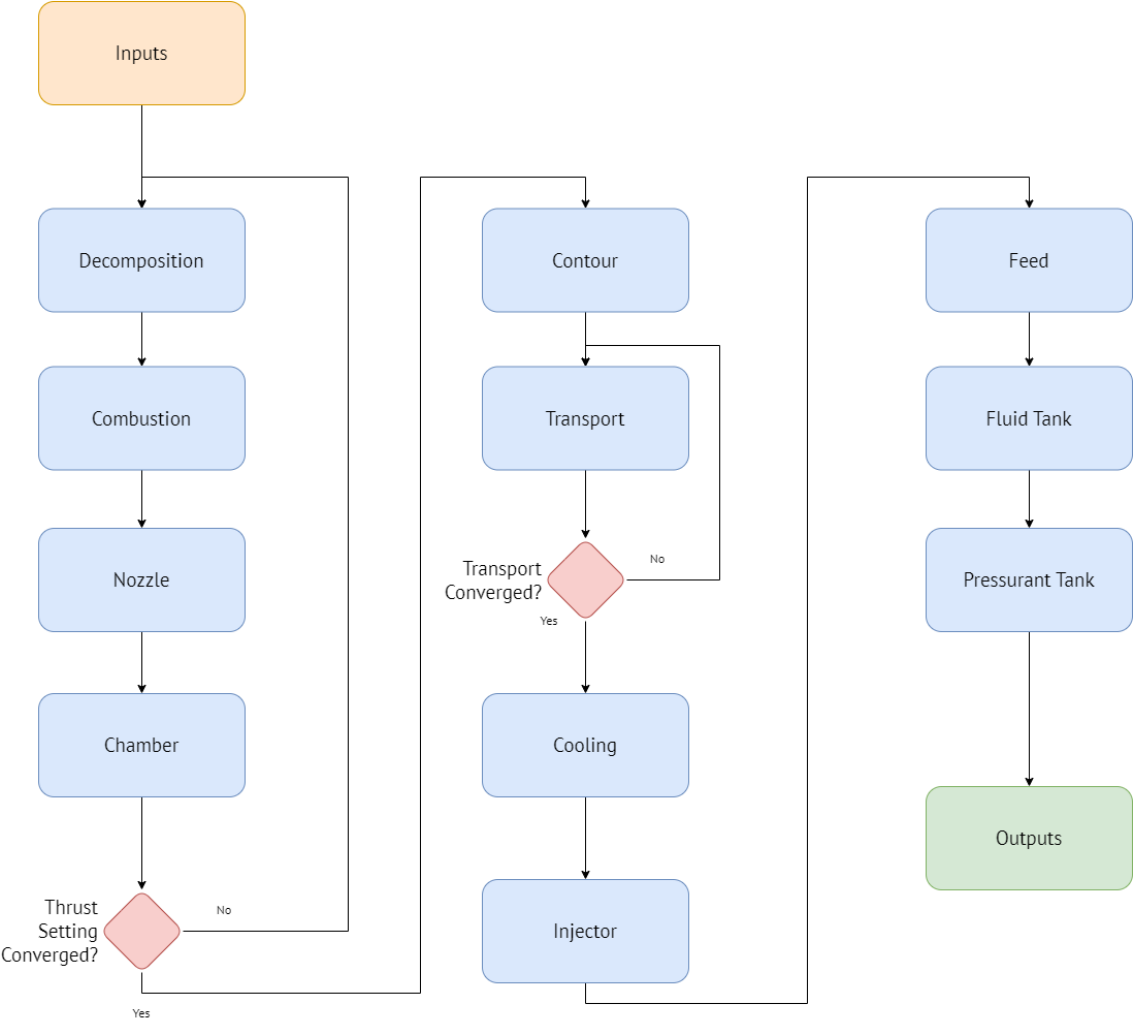 Inputs
Decomposition
Combustion
Nozzle
Chamber
Thrust
Setting
Converged?
No
Yes
Contour
Transport
Transport
Converged?
No
Yes
Cooling
Injector
Feed
Fluid Tank
Pressurant Tank
Outputs